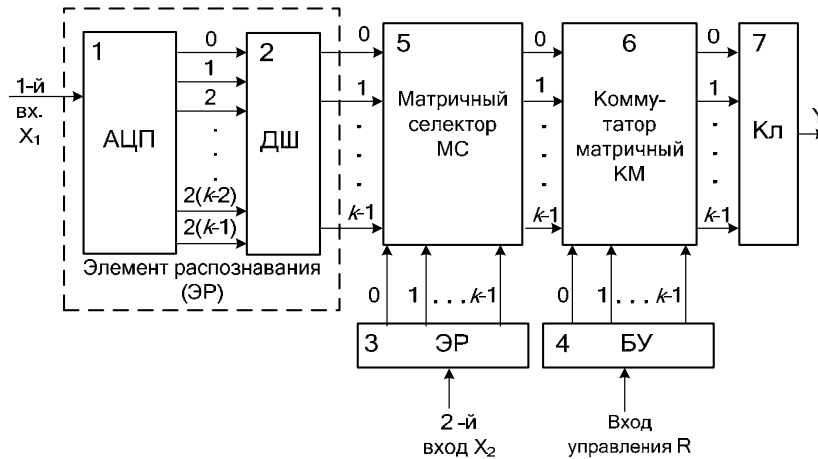 1
0
1
2
2(k-2)
2(k-1)
2
0
1
k-1
5
0
1
k-1
6
0
1
k-1
7
1-й
вх.
X1
АЦП
ДШ
Матричный
селектор
МС
Комму-
татор
матричный
КМ
Кл
Y
Элемент распознавания
(ЭР)
0 1 . . . k-1
0 1 . . . k-1
3 ЭР
4 БУ
2 -й
вход X2
Вход
управления R